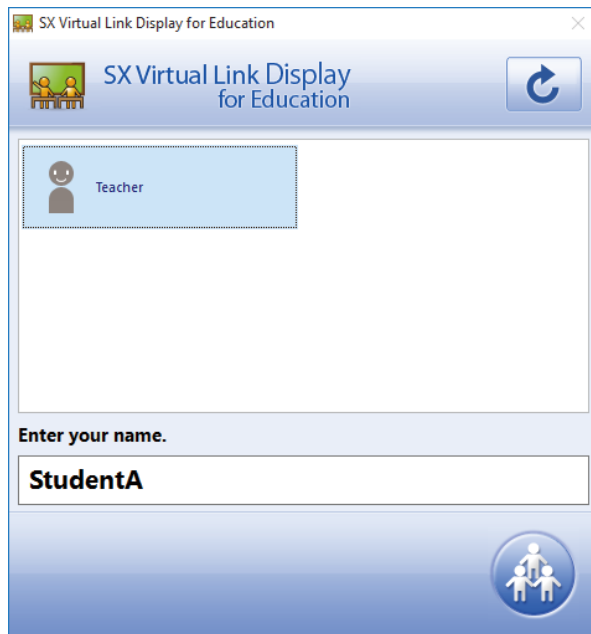 SX Virtual Link Display for Education
SX Virtual Link Display
for Education
Teacher
Enter your name.
StudentA